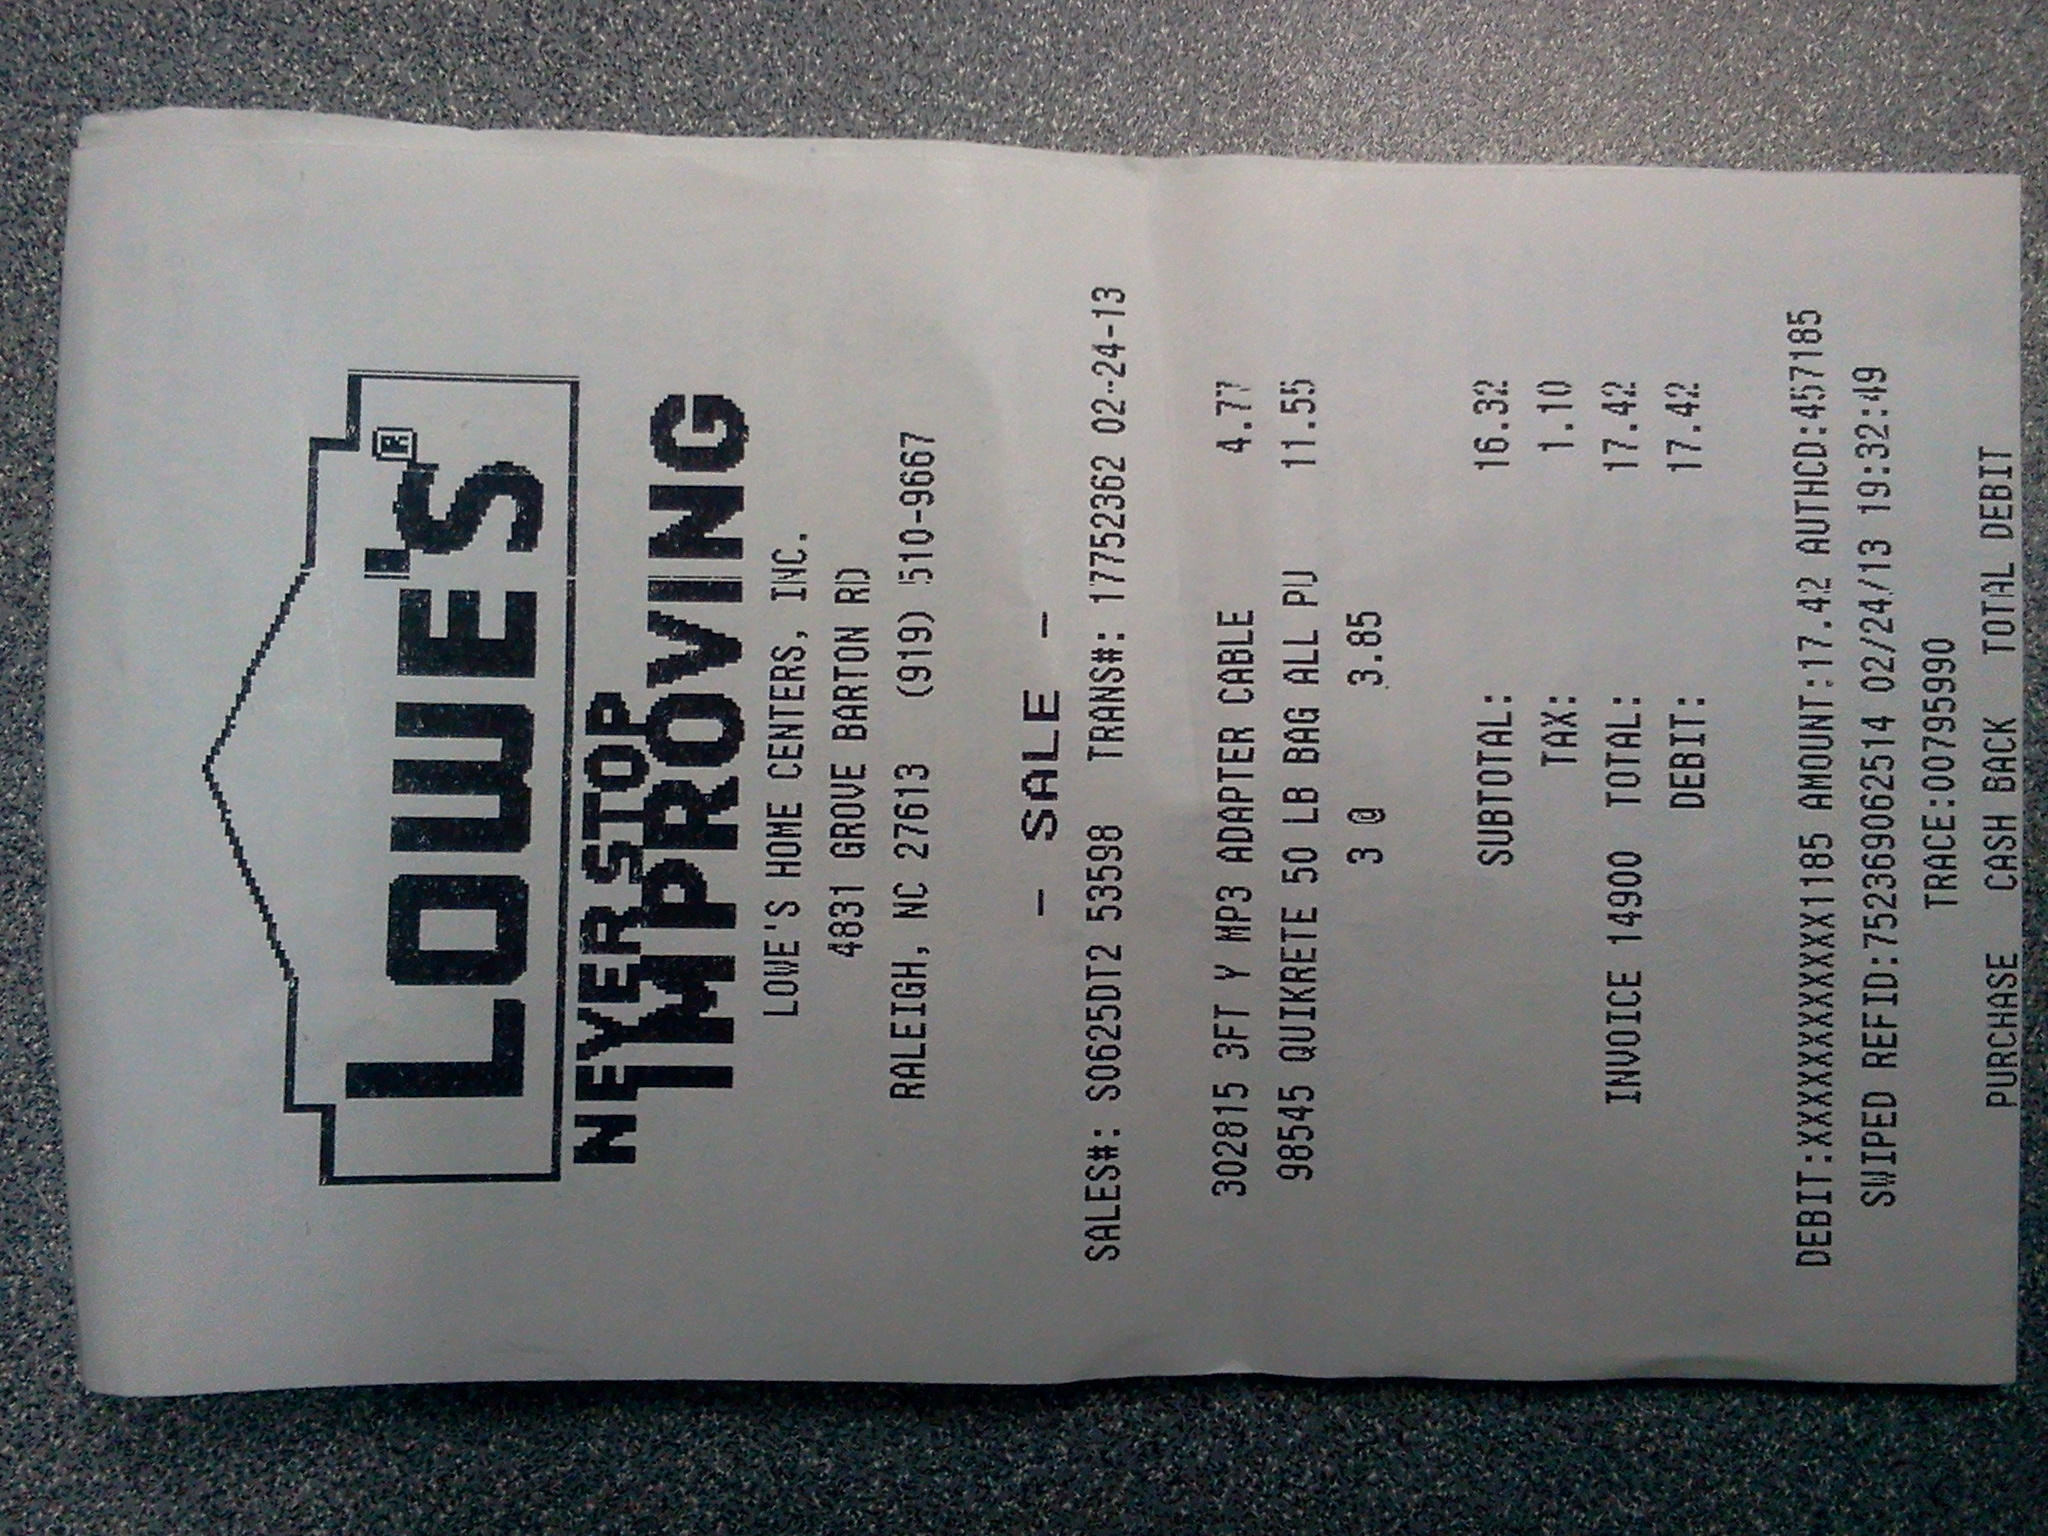 LOWE'S®
NEVER STOP
IMPROVING
LOWE'S HOME CENTERS, INC.
4831 GROVE BARTON RD
RALEIGH, NC 27613 (919) 510-9667
- SALE -
SALES#: S0625DT2 53598 TRANS#: 17752362 02-24-13
302815 3FT Y MP3 ADAPTER CABLE 4.77
98545 QUIKRETE 50 LB BAG ALL PU 11.55
3 @ 3.85
SUBTOTAL: 16.32
TAX: 1.10
INVOICE 14900 TOTAL: 17.42
DEBIT: 17.42
DEBIT:XXXXXXXXXXXX1185 AMOUNT:17.42 AUTHCD:457185
SWIPED REFID:752369062514 02/24/13 19:32:49
TRACE:00795990
PURCHASE CASH BACK TOTAL DEBIT